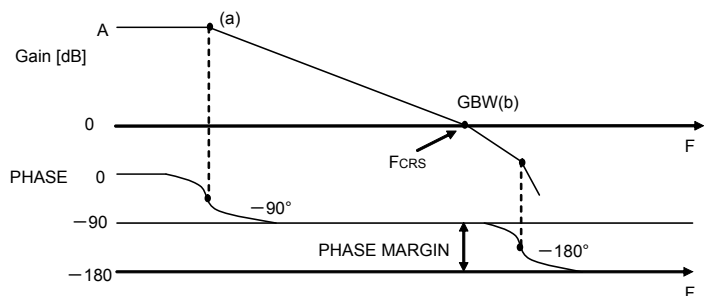 A
(a)
Gain [dB]
GBW(b)
0
FCRS
F
PHASE 0
−90°
−90
PHASE MARGIN
−180°
−180
F